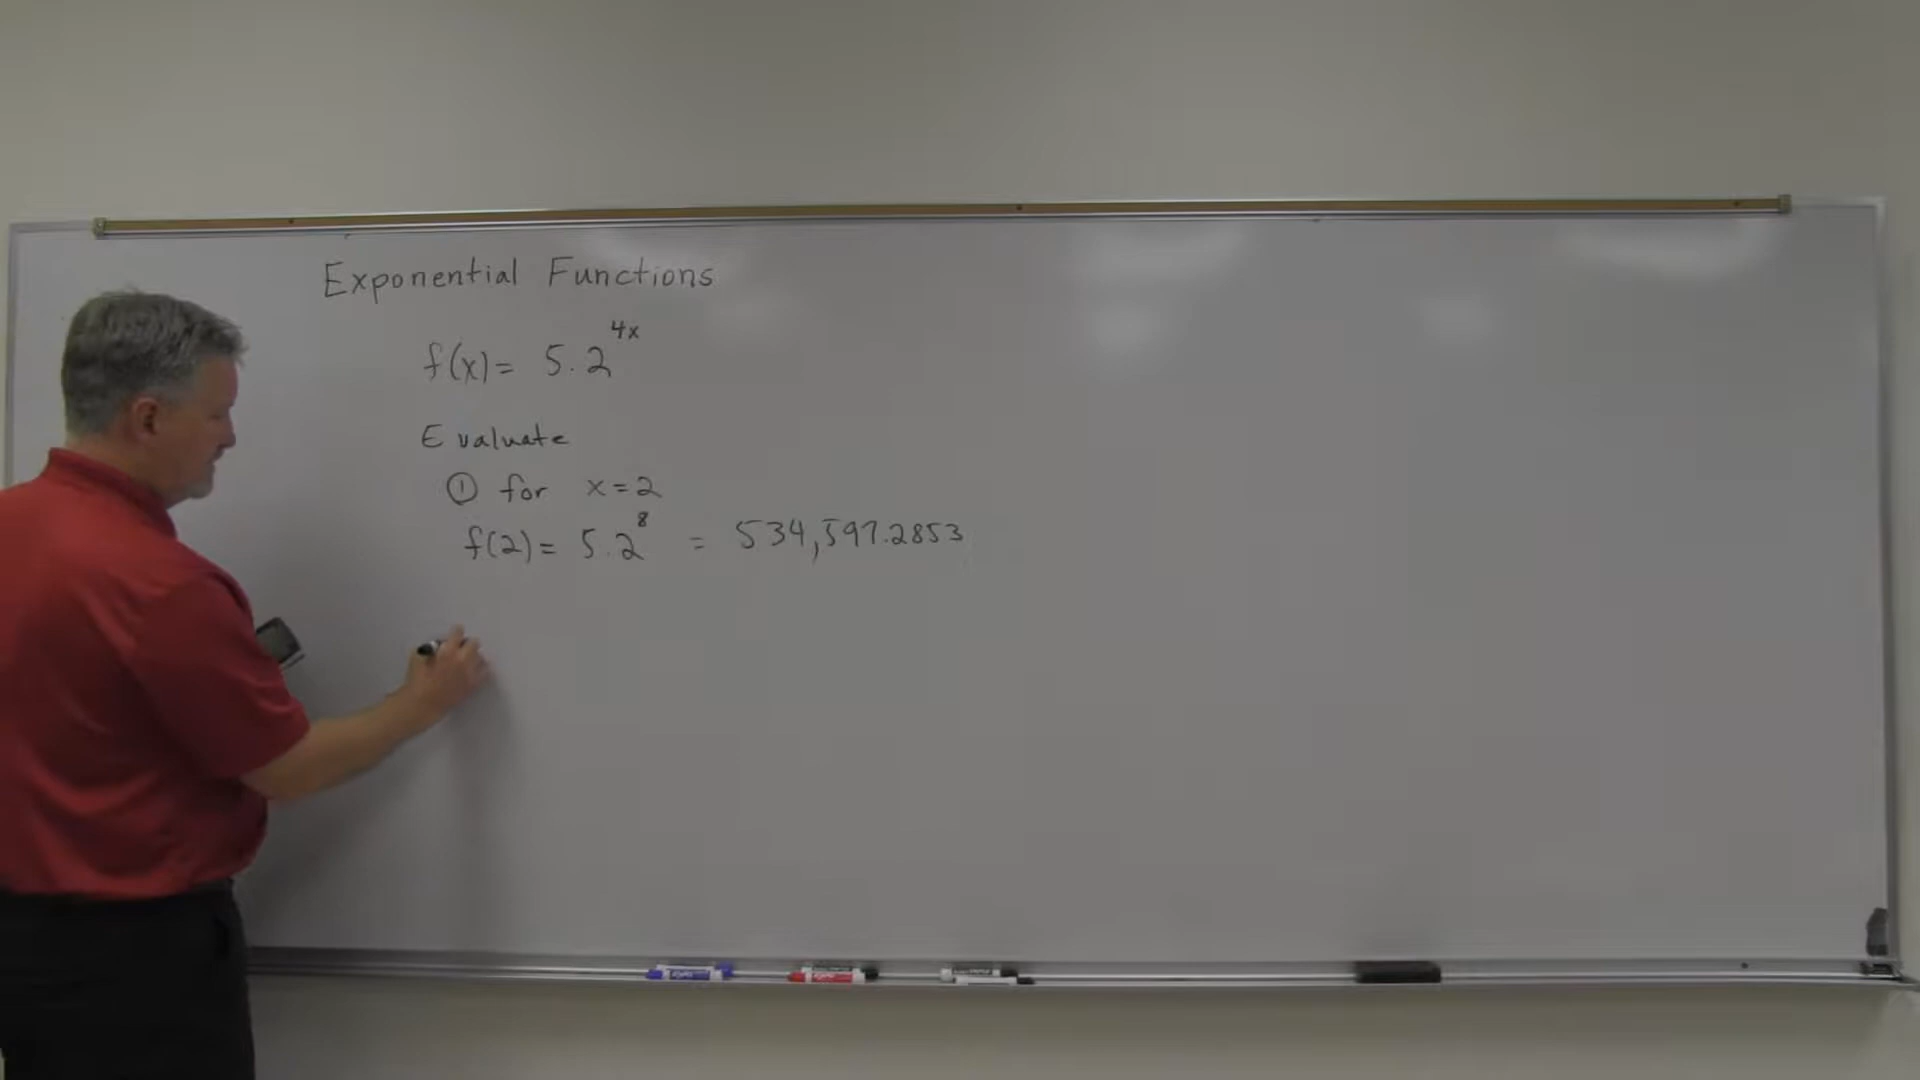 Exponential Functions
f(x) = 5.2^4x
Evaluate
① for x=2
f(2) = 5.2^8 = 534,597.2853